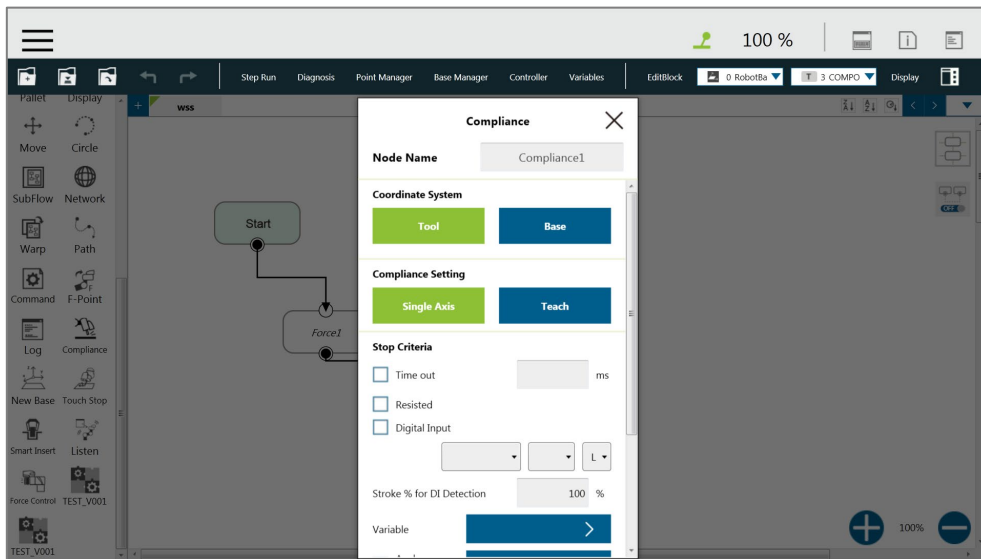 100 %
Step Run Diagnosis Point Manager Base Manager Controller Variables EditBlock 0 RobotBa T 3 COMPO Display
Pallet Display
+ wss
Move Circle
SubFlow Network
Warp Path
Command F-Point
Log Compliance
New Base Touch Stop
Smart Insert Listen
Force Control TEST_V001
TEST_V001
Start
Force1
Compliance
Node Name Compliance1
Coordinate System
Tool Base
Compliance Setting
Single Axis Teach
Stop Criteria
Time out ms
Resisted
Digital Input
L
Stroke % for DI Detection 100 %
Variable
OFF
100%